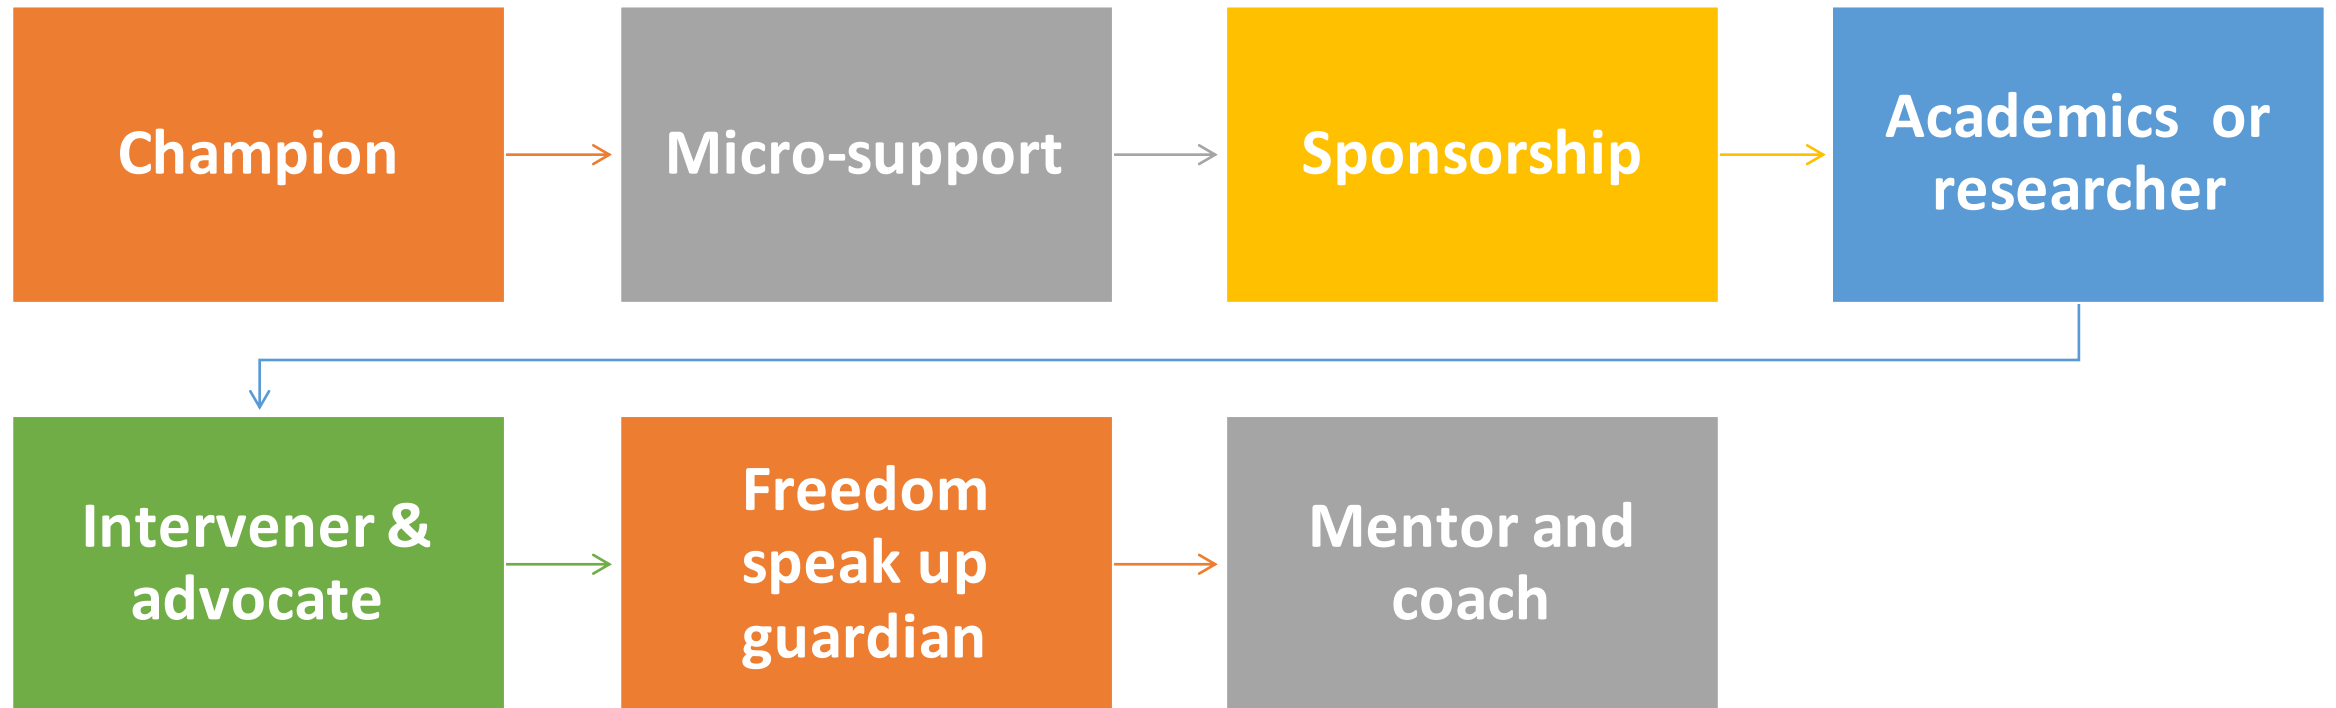 Champion
Micro-support
Sponsorship
Academics or
researcher
Intervener &
advocate
Freedom
speak up
guardian
Mentor and
coach